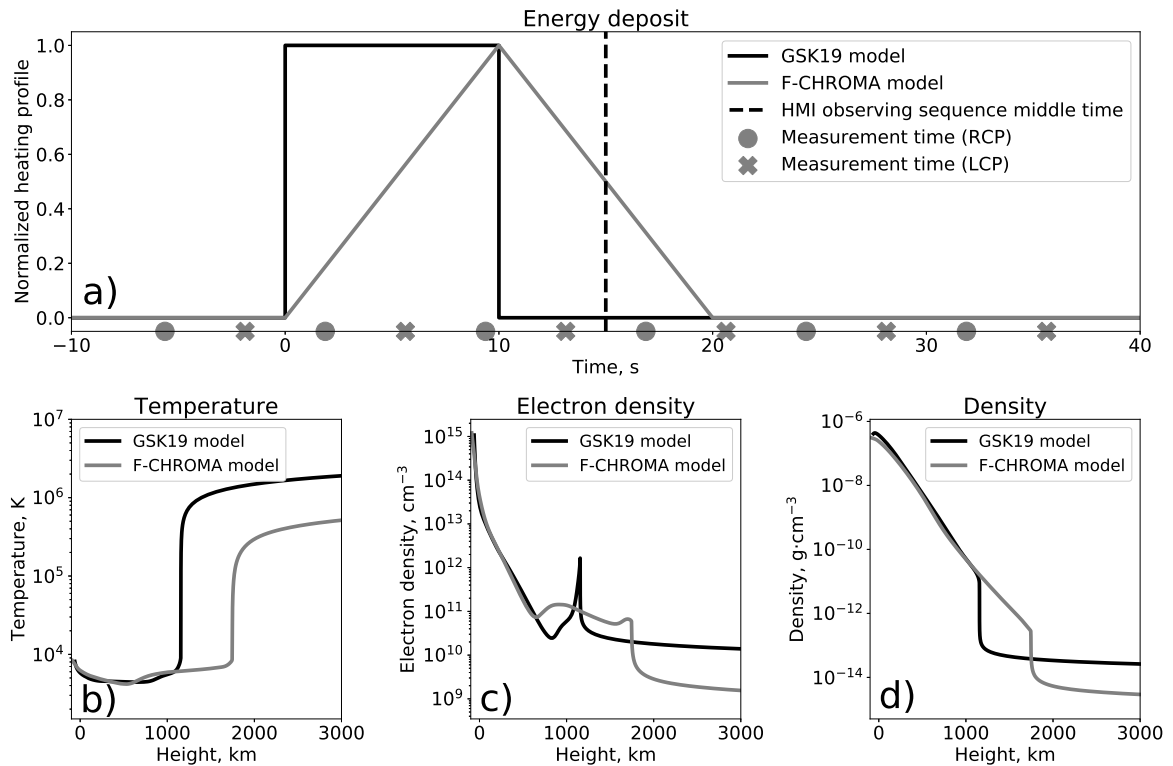 Energy deposit
Normalized heating profile
1.0
0.8
0.6
0.4
0.2
0.0
GSK19 model
F-CHROMA model
HMI observing sequence middle time
Measurement time (RCP)
Measurement time (LCP)
a)
−10 0 10 20 30 40
Time, s
Temperature
Temperature, K
10⁷
10⁶
10⁵
10⁴
GSK19 model
F-CHROMA model
b)
0 1000 2000 3000
Height, km
Electron density
Electron density, cm⁻³
10¹⁵
10¹⁴
10¹³
10¹²
10¹¹
10¹⁰
10⁹
GSK19 model
F-CHROMA model
c)
0 1000 2000 3000
Height, km
Density
Density, g·cm⁻³
10⁻⁶
10⁻⁸
10⁻¹⁰
10⁻¹²
10⁻¹⁴
GSK19 model
F-CHROMA model
d)
0 1000 2000 3000
Height, km